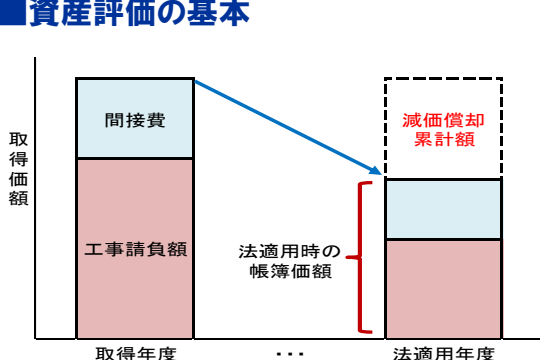 ■資産評価の基本
取得価額
間接費
工事請負額
減価償却
累計額
法適用時の
帳簿価額
取得年度
･･･
法適用年度